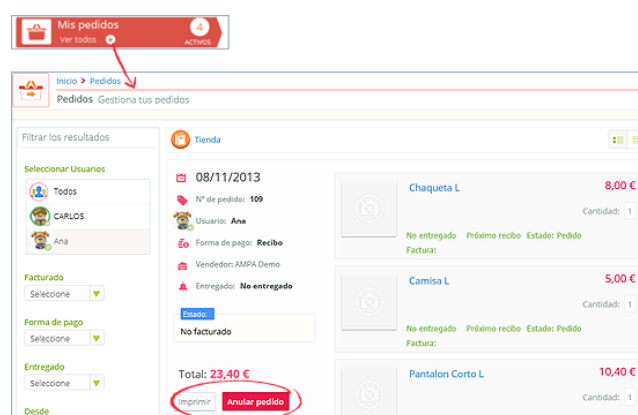 Mis pedidos
Ver todos
4
ACTIVOS
Inicio > Pedidos
Pedidos Gestiona tus pedidos
Filtrar los resultados
Seleccionar Usuarios
Todos
CARLOS
Ana
Facturado
Seleccione
Forma de pago
Seleccione
Entregado
Seleccione
Desde
Tienda
08/11/2013
Nº de pedido: 109
Usuario: Ana
Forma de pago: Recibo
Vendedor: AMPA Demo
Entregado: No entregado
Estado:
No facturado
Total: 23,40 €
Imprimir Anular pedido
Chaqueta L 8,00 €
Cantidad: 1
No entregado Próximo recibo Estado: Pedido
Factura:
Camisa L 5,00 €
Cantidad: 1
No entregado Próximo recibo Estado: Pedido
Factura:
Pantalon Corto L 10,40 €
Cantidad: 1